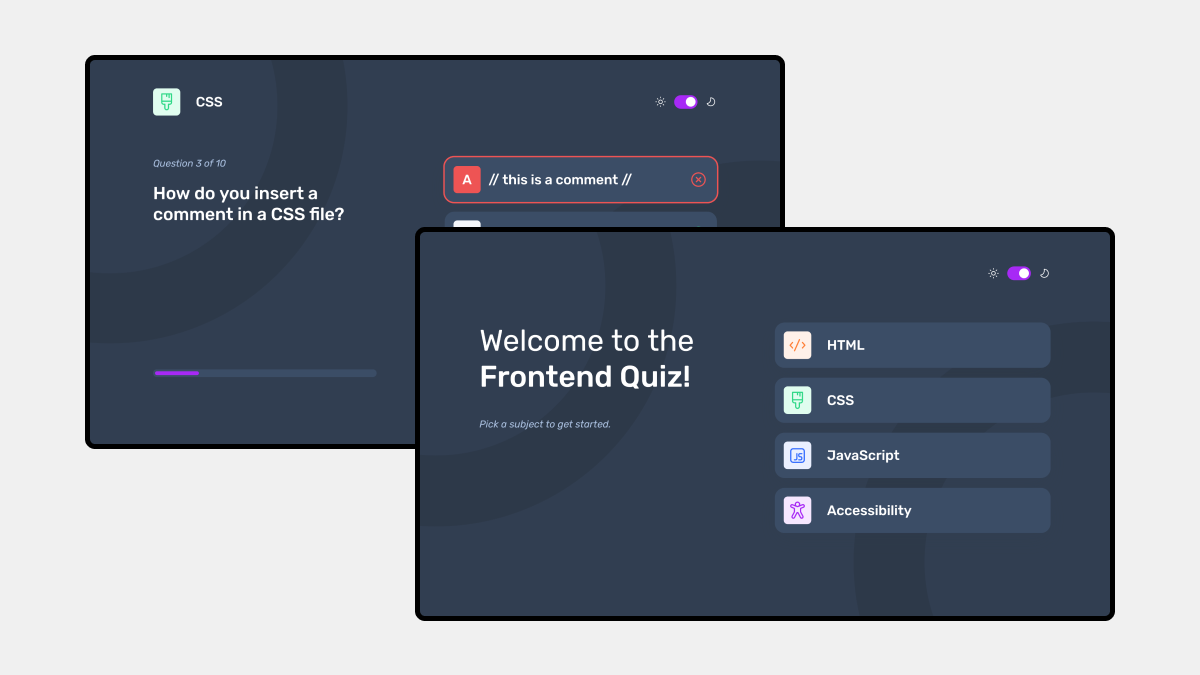 CSS
Question 3 of 10
How do you insert a
comment in a CSS file?
A // this is a comment //
Welcome to the
Frontend Quiz!
Pick a subject to get started.
</> HTML
CSS
JS JavaScript
Accessibility